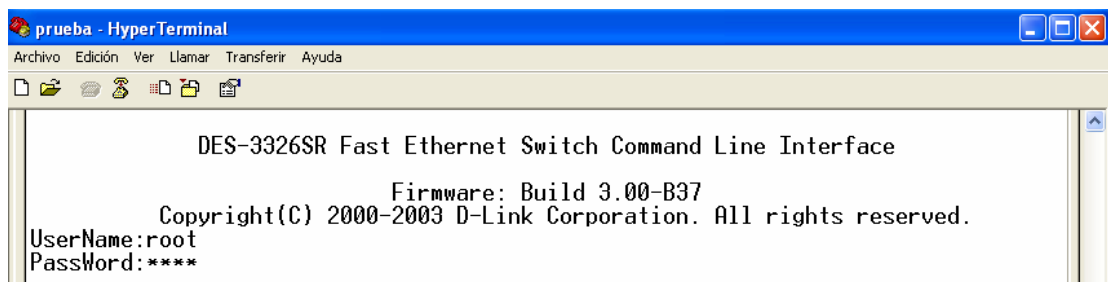 prueba - HyperTerminal
Archivo Edición Ver Llamar Transferir Ayuda
DES-3326SR Fast Ethernet Switch Command Line Interface
Firmware: Build 3.00-B37
Copyright(C) 2000-2003 D-Link Corporation. All rights reserved.
UserName:root
PassWord:****